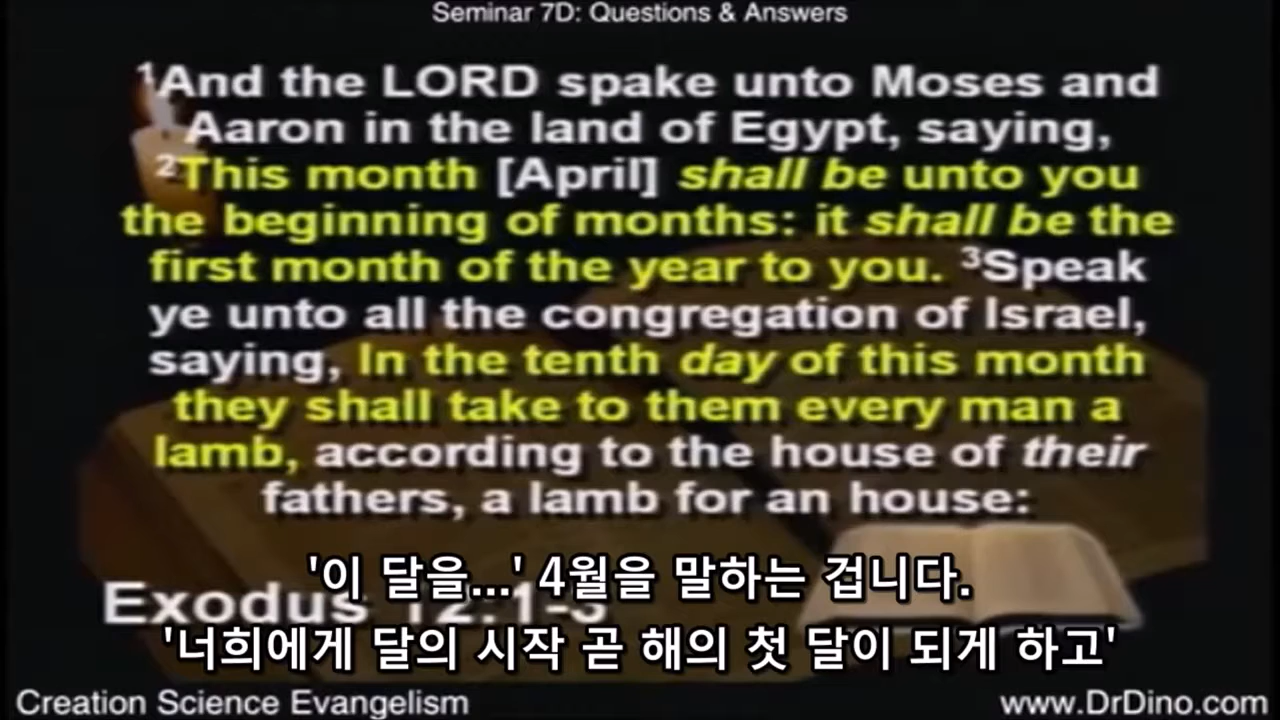 Seminar 7D: Questions & Answers
1And the LORD spake unto Moses and
Aaron in the land of Egypt, saying,
2This month [April] shall be unto you
the beginning of months: it shall be the
first month of the year to you. 3Speak
ye unto all the congregation of Israel,
saying, In the tenth day of this month
they shall take to them every man a
lamb, according to the house of their
fathers, a lamb for an house:
'이 달을...' 4월을 말하는 겁니다.
Exodus 12:1-3
'너희에게 달의 시작 곧 해의 첫 달이 되게 하고'
Creation Science Evangelism
www.DrDino.com